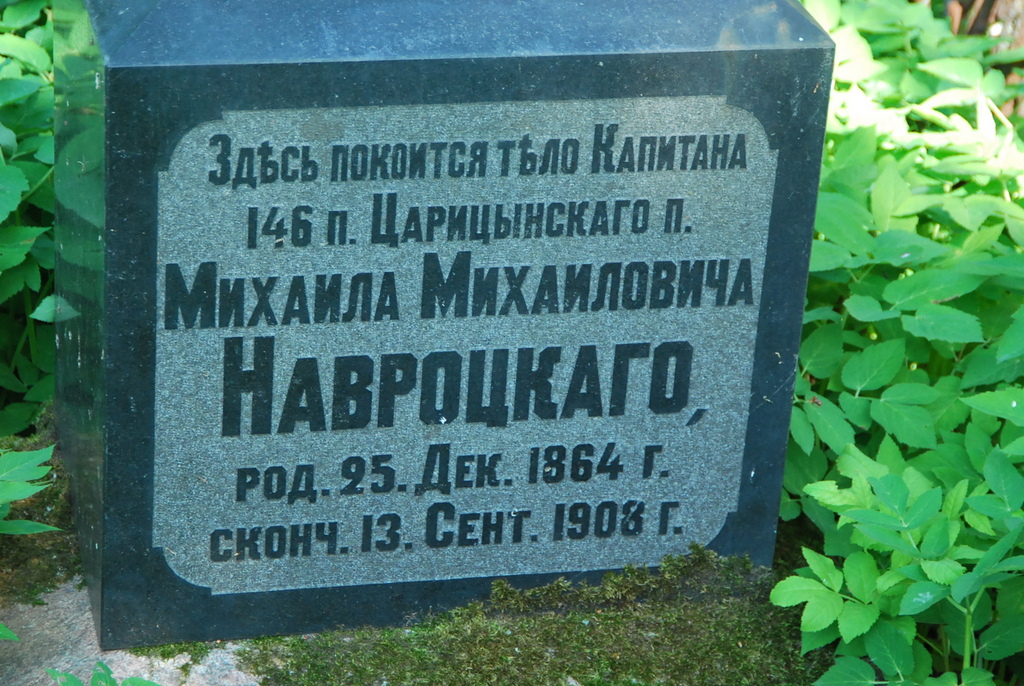 Здѣсь покоится тѣло Капитана
146 п. Царицынскаго п.
Михаила Михаиловича
Навроцкаго,
род. 25. Дек. 1864 г.
сконч. 13. Сент. 1908 г.